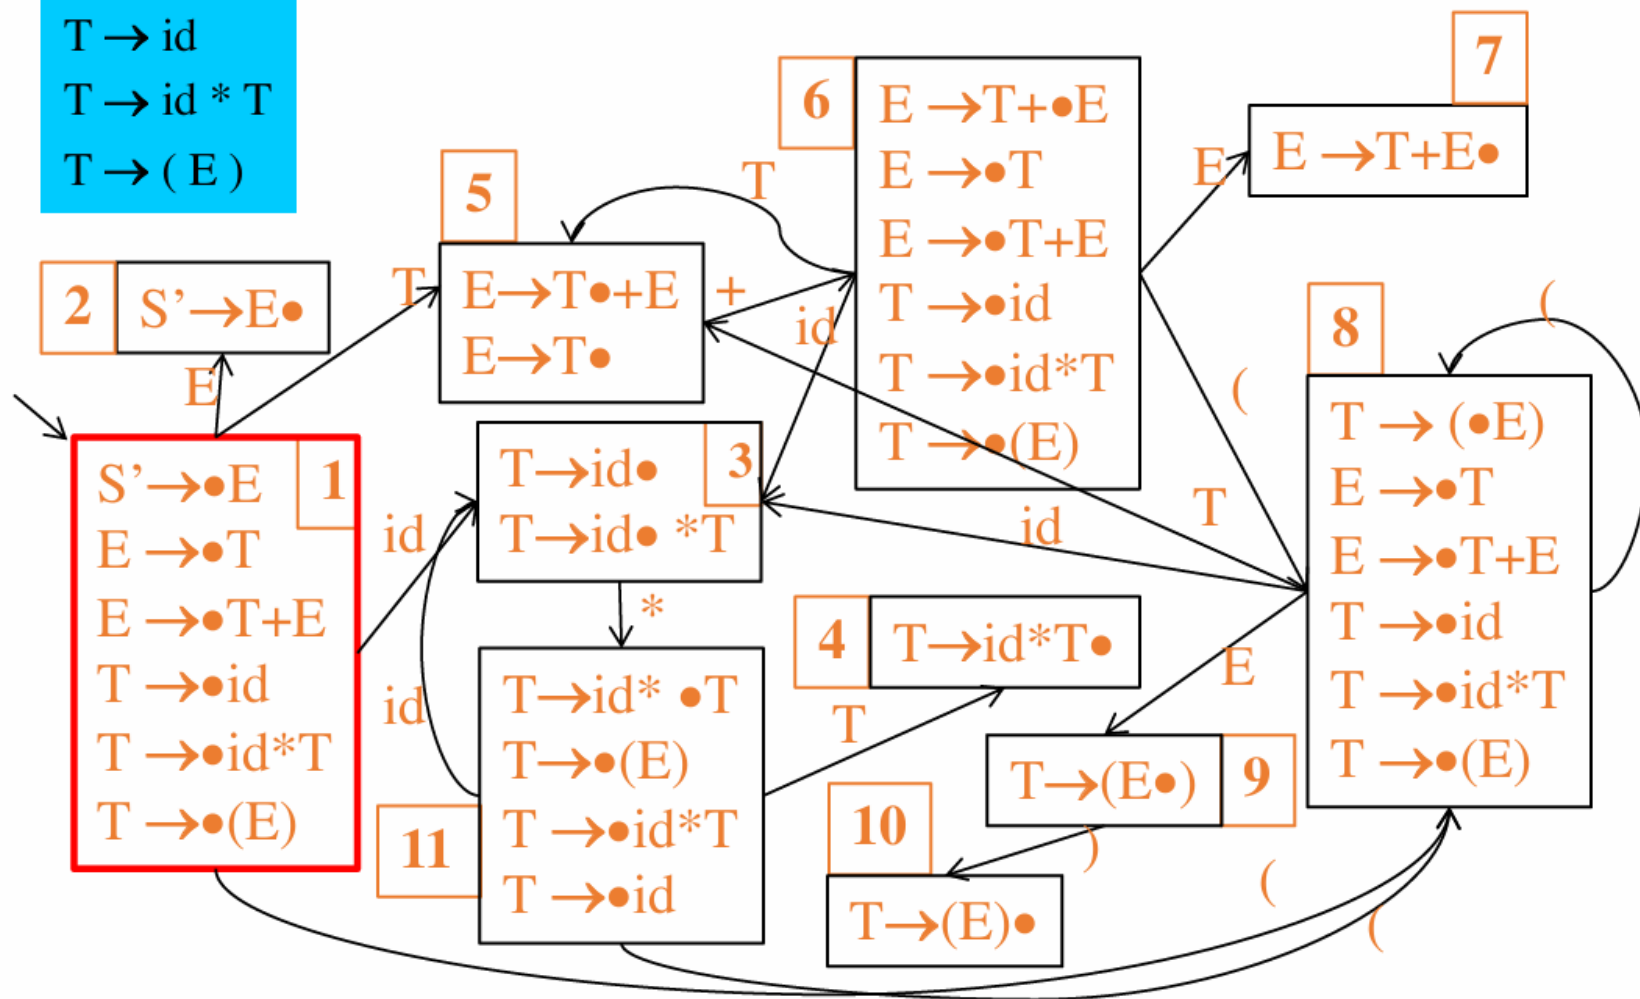 T → id
T → id * T
T → ( E )
7
6
E →T+●E
E →●T
E →●T+E
T →●id
T →●id*T
T →●(E)
E
E →T+E●
T
5
E→T●+E
E→T●
+
id
2
S’→E●
E
T
8
(
T → (●E)
E →●T
E →●T+E
T →●id
T →●id*T
T →●(E)
(
1
S’→●E
E →●T
E →●T+E
T →●id
T →●id*T
T →●(E)
id
3
T→id●
T→id● *T
id
T
*
4
T→id*T●
E
id
T
11
T→id* ●T
T→●(E)
T →●id*T
T →●id
T→(E●)
9
10
)
T→(E)●
(
(